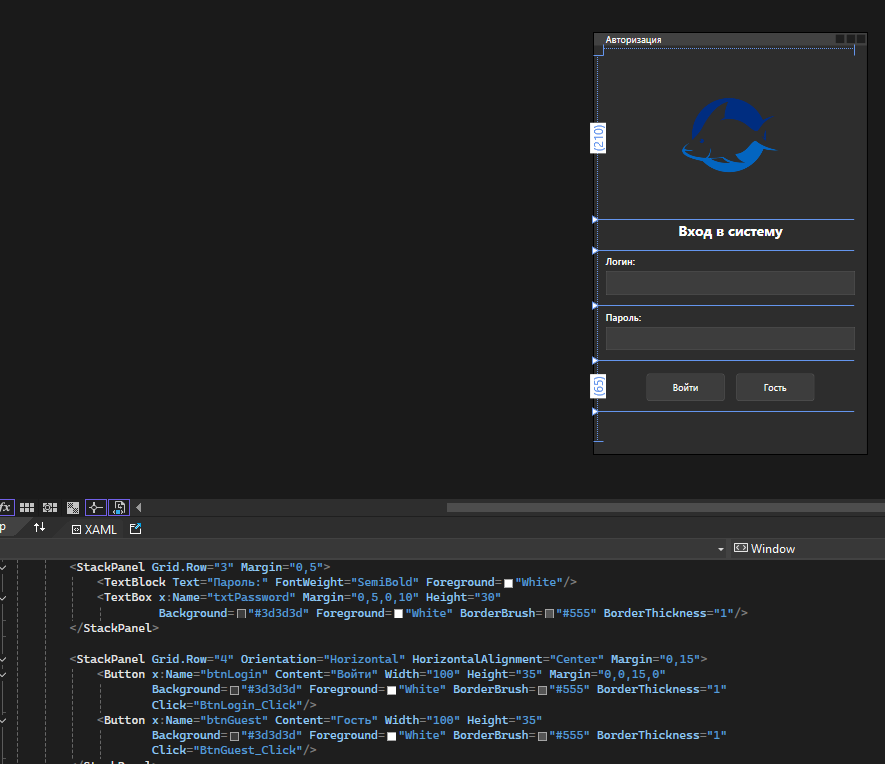 Авторизация
(210)
Вход в систему
Логин:
Пароль:
(65)
Войти
Гость
fx
XAML
Window
<StackPanel Grid.Row="3" Margin="0,5">
<TextBlock Text="Пароль:" FontWeight="SemiBold" Foreground="White"/>
<TextBox x:Name="txtPassword" Margin="0,5,0,10" Height="30"
Background="#3d3d3d" Foreground="White" BorderBrush="#555" BorderThickness="1"/>
</StackPanel>
<StackPanel Grid.Row="4" Orientation="Horizontal" HorizontalAlignment="Center" Margin="0,15">
<Button x:Name="btnLogin" Content="Войти" Width="100" Height="35" Margin="0,0,15,0"
Background="#3d3d3d" Foreground="White" BorderBrush="#555" BorderThickness="1"
Click="BtnLogin_Click"/>
<Button x:Name="btnGuest" Content="Гость" Width="100" Height="35"
Background="#3d3d3d" Foreground="White" BorderBrush="#555" BorderThickness="1"
Click="BtnGuest_Click"/>
</StackPanel>